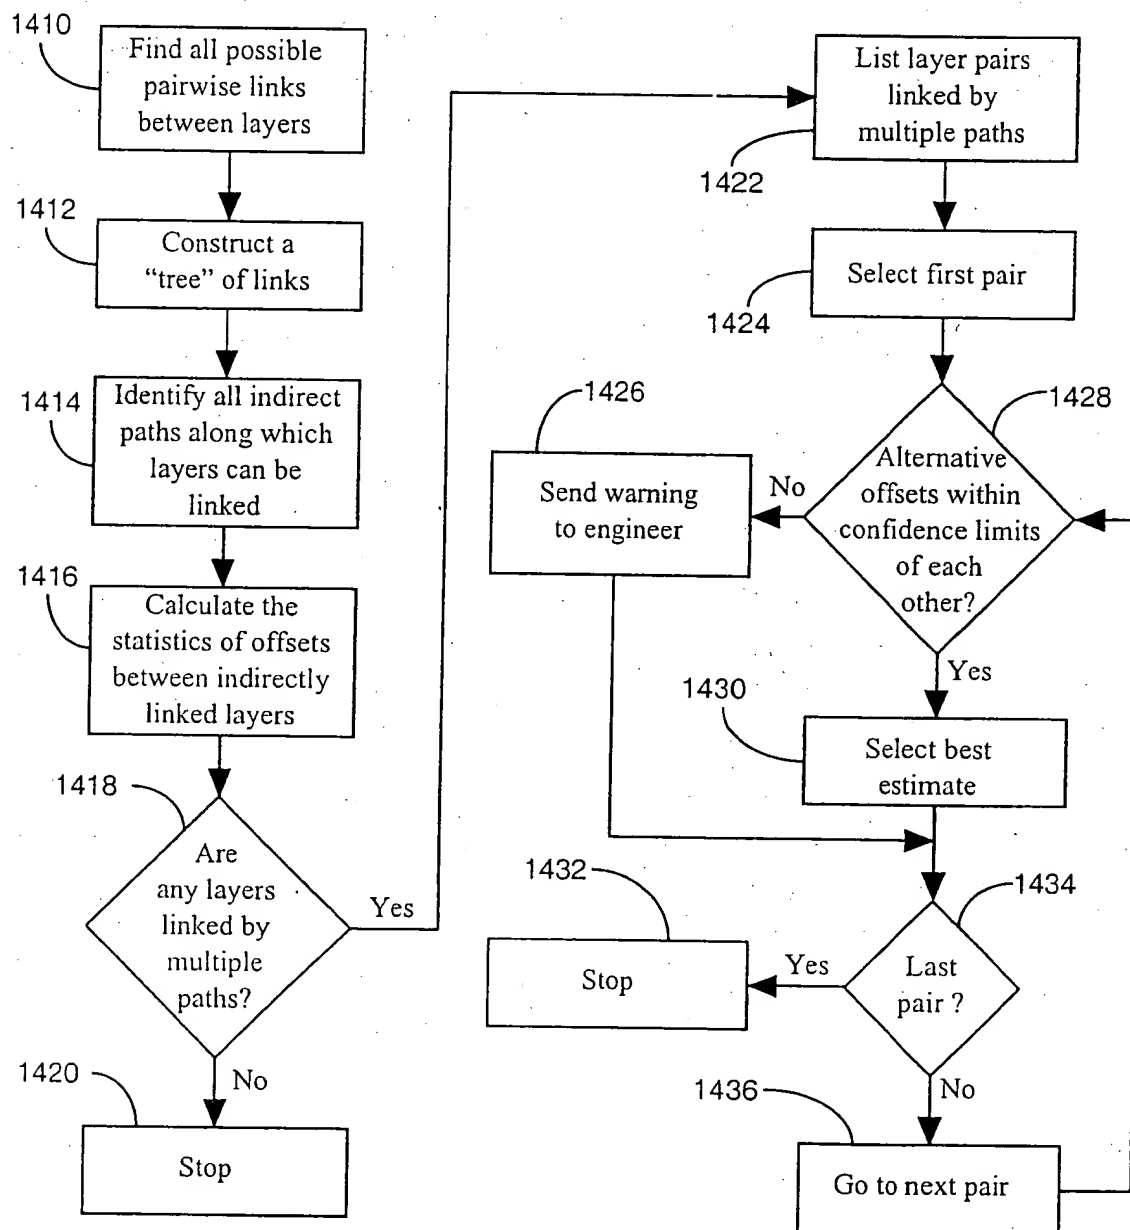 1410
Find all possible
pairwise links
between layers
1412
Construct a
“tree” of links
1414
Identify all indirect
paths along which
layers can be
linked
1416
Calculate the
statistics of offsets
between indirectly
linked layers
1418
Are
any layers
linked by
multiple
paths?
Yes
No
1420
Stop
List layer pairs
linked by
multiple paths
1422
Select first pair
1424
1426
Send warning
to engineer
No
1428
Alternative
offsets within
confidence limits
of each
other?
Yes
1430
Select best
estimate
1432
Stop
Yes
1434
Last
pair ?
No
1436
Go to next pair